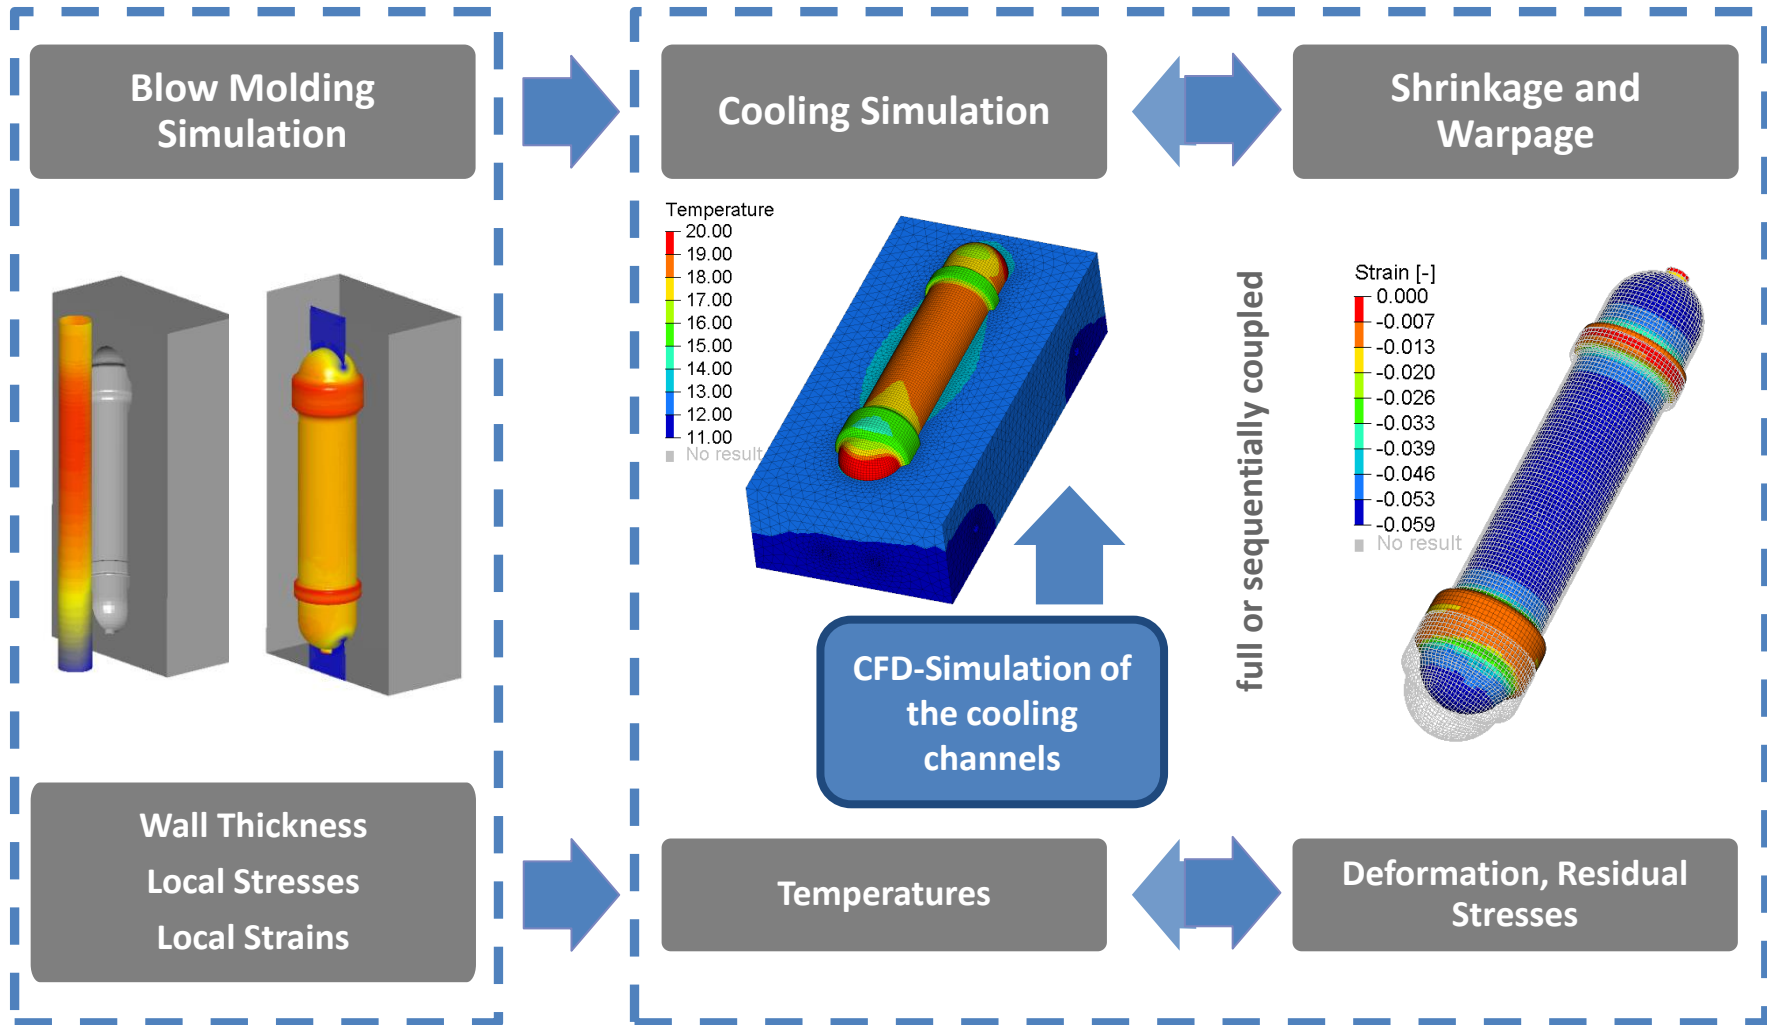 Blow Molding
Simulation
Cooling Simulation
Shrinkage and
Warpage
Temperature
20.00
19.00
18.00
17.00
16.00
15.00
14.00
13.00
12.00
11.00
No result
full or sequentially coupled
Strain [-]
0.000
-0.007
-0.013
-0.020
-0.026
-0.033
-0.039
-0.046
-0.053
-0.059
No result
CFD-Simulation of
the cooling
channels
Wall Thickness
Local Stresses
Local Strains
Temperatures
Deformation, Residual
Stresses